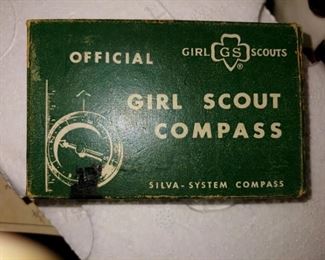 OFFICIAL
GIRL GS SCOUTS
®
GIRL SCOUT
COMPASS
SILVA-SYSTEM COMPASS